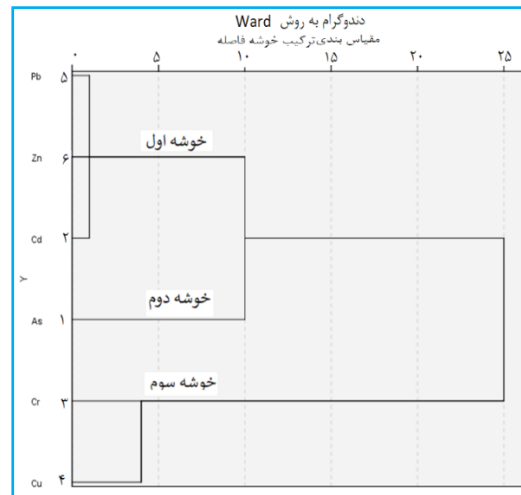 دندوگرام به روش Ward
مقیاس بندی‌ترکیب خوشه فاصله
۰ ۵ ۱۰ ۱۵ ۲۰ ۲۵
Pb ۵
خوشه اول
Zn ۶
Cd ۲
Y
خوشه دوم
As ۱
خوشه سوم
Cr ۳
Cu ۴